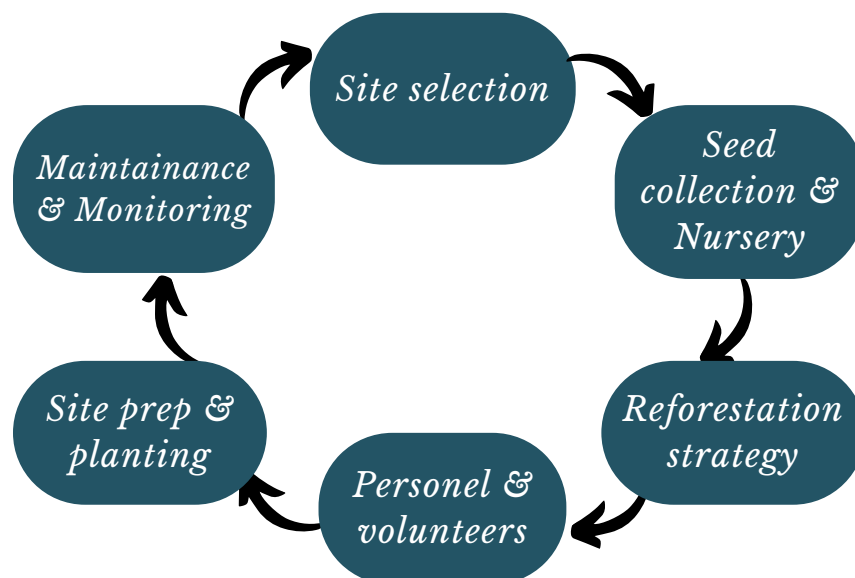 Site selection
Seed
collection &
Nursery
Reforestation
strategy
Personel &
volunteers
Site prep &
planting
Maintainance
& Monitoring